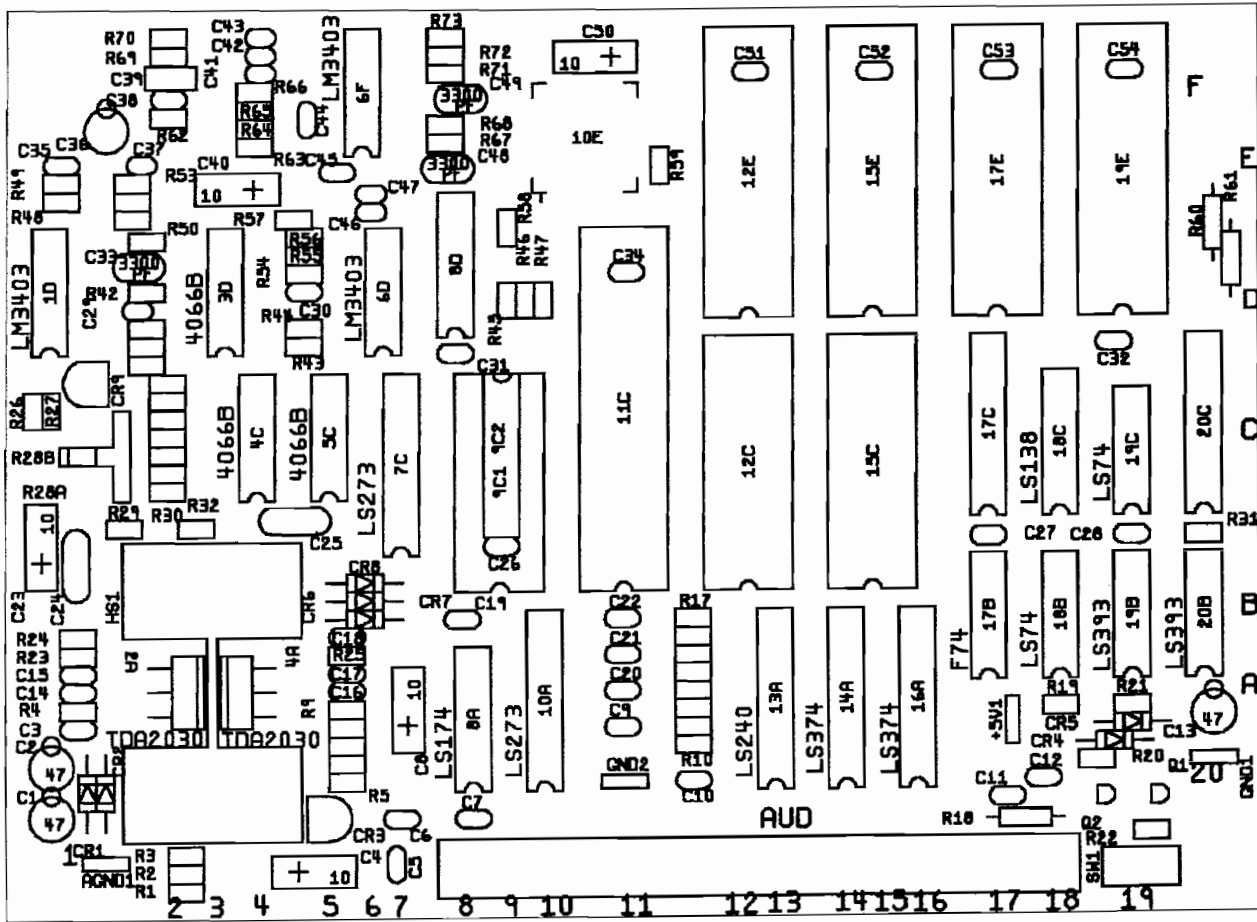 R70
R69
C39
C38
C43
C42
C41
R66
R65
R64
R62
LM3403
6F
C44
R73
R72
R71
C49
3300
R68
R67
C48
3300
C50
10
10E
R59
C51
12E
C52
15E
C53
17E
C54
19E
F
E
R61
R60
C35
C36
C37
R49
R48
R53
C40
10
R63
C45
C47
C46
R57
R58
R50
C33
3300
R42
C29
LM3403
1D
4066B
3D
R54
R56
R55
C30
R44
R43
LM3403
6D
8D
R46
R47
R45
C31
C34
11C
D
C32
CR9
R26
R27
R28B
4066B
4C
4066B
5C
LS273
7C
9C1
9C2
12C
15C
17C
LS138
18C
LS74
19C
20C
C
R28A
10
R29
R30
R32
C25
C26
C27
C28
R31
C23
C24
HS1
CR6
CR8
CR7
C19
C22
R17
F74
17B
LS74
18B
LS393
19B
LS393
20B
B
R24
R23
C15
C14
R4
C3
C2
47
C1
47
2A
4A
TDA2030
TDA2030
CR2
C18
R25
C17
C16
R9
10
C8
R5
LS174
8A
LS273
10A
C21
C20
C9
GND2
R10
C10
LS240
13A
LS374
14A
LS374
16A
+5V1
R19
R21
CR5
CR4
C13
47
A
R20
Q1
20
GND1
C11
C12
R18
AUD
Q2
R22
SW1
1
CR1
AGND1
R3
R2
R1
CR3
C4
10
C5
C6
C7
2 3 4 5 6 7 8 9 10 11 12 13 14 15 16 17 18 19